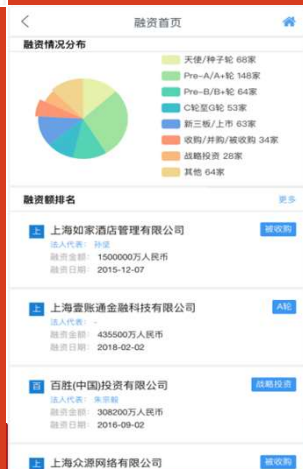 融资首页
融资情况分布
天使/种子轮 68家
Pre-A/A+轮 148家
Pre-B/B+轮 64家
C轮至G轮 53家
新三板/上市 63家
收购/并购/被收购 34家
战略投资 28家
其他 64家
融资额排名 更多
上 上海如家酒店管理有限公司 被收购
法人代表： 孙坚
融资金额： 1500000万人民币
融资日期： 2015-12-07
上 上海壹账通金融科技有限公司 A轮
法人代表： -
融资金额： 435500万人民币
融资日期： 2018-02-02
百 百胜(中国)投资有限公司 战略投资
法人代表： 朱宗毅
融资金额： 308200万人民币
融资日期： 2016-09-02
上 上海众源网络有限公司 被收购